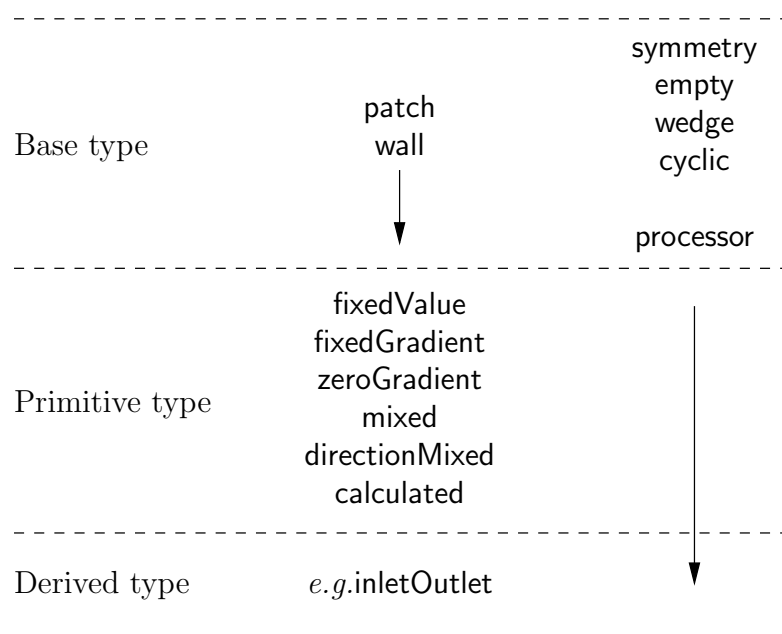 symmetry
empty
patch
wedge
Base type
wall
cyclic
processor
fixedValue
fixedGradient
zeroGradient
Primitive type
mixed
directionMixed
calculated
Derived type
e.g.inletOutlet